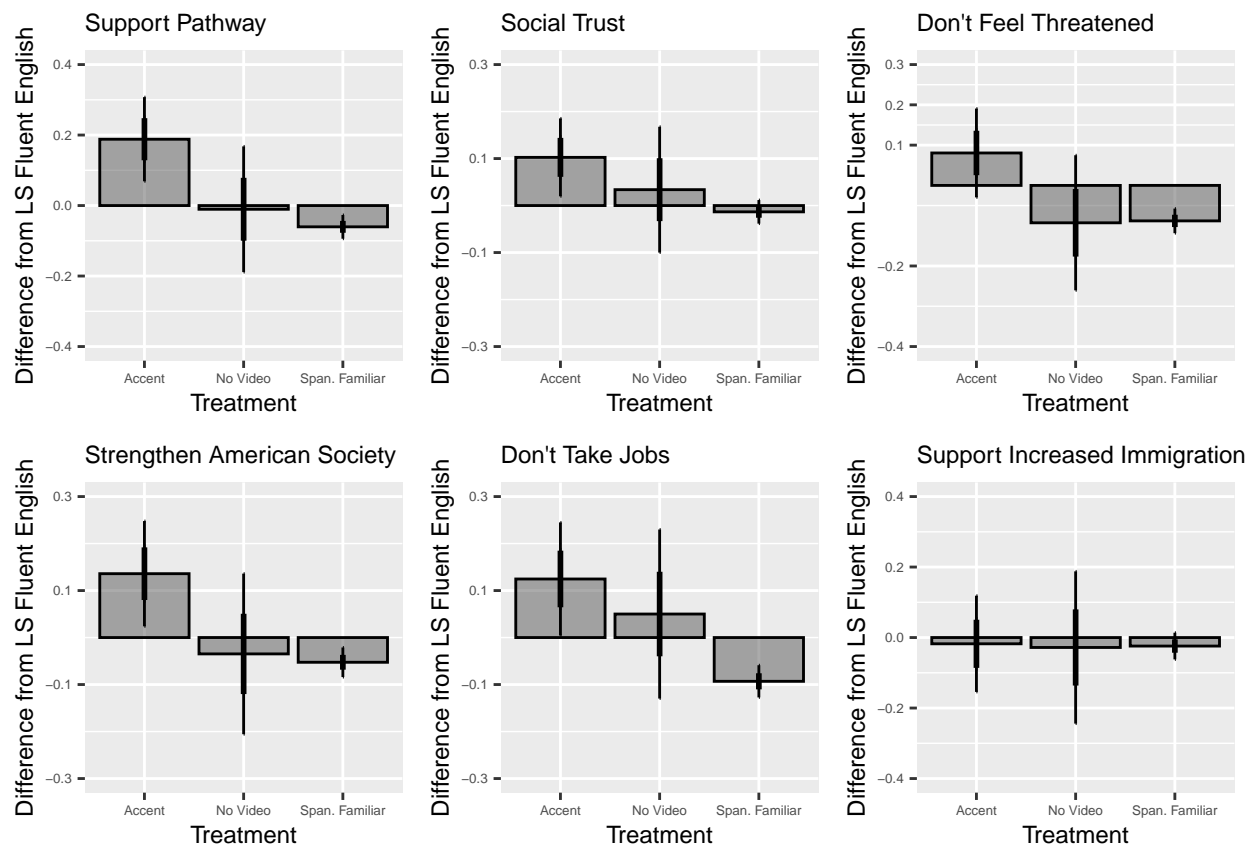 Support Pathway
Difference from LS Fluent English
0.4
0.2
0.0
−0.2
−0.4
Accent
No Video
Span. Familiar
Treatment
Social Trust
Difference from LS Fluent English
0.3
0.1
−0.1
−0.3
Accent
No Video
Span. Familiar
Treatment
Don't Feel Threatened
Difference from LS Fluent English
0.3
0.2
0.1
−0.2
−0.4
Accent
No Video
Span. Familiar
Treatment
Strengthen American Society
Difference from LS Fluent English
0.3
0.1
−0.1
−0.3
Accent
No Video
Span. Familiar
Treatment
Don't Take Jobs
Difference from LS Fluent English
0.3
0.1
−0.1
−0.3
Accent
No Video
Span. Familiar
Treatment
Support Increased Immigration
Difference from LS Fluent English
0.4
0.2
0.0
−0.2
−0.4
Accent
No Video
Span. Familiar
Treatment